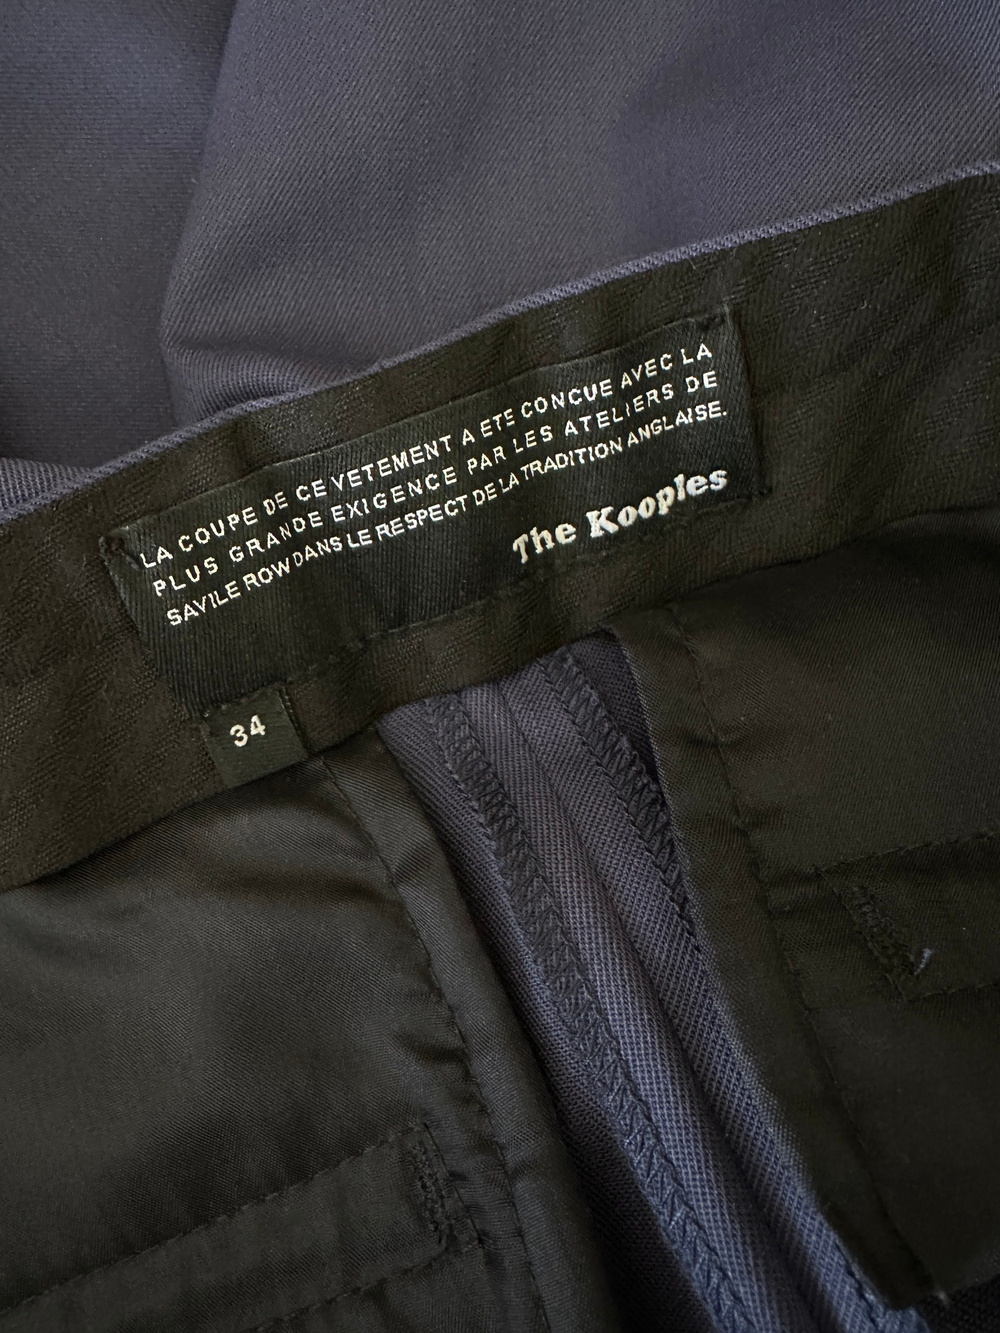 LA COUPE DE CE VETEMENT A ETE CONCUE AVEC LA
PLUS GRANDE EXIGENCE PAR LES ATELIERS DE
SAVILE ROW DANS LE RESPECT DE LA TRADITION ANGLAISE.
The Kooples
34